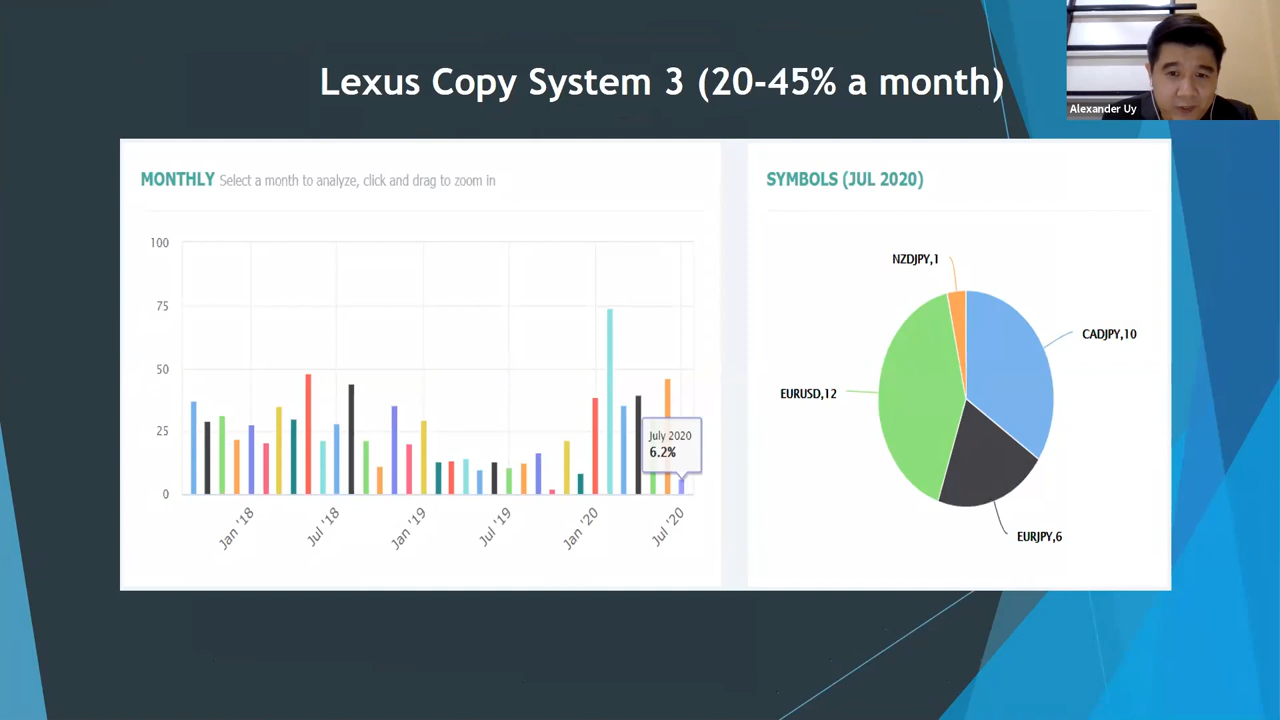 Lexus Copy System 3 (20-45% a month)
Alexander Uy
MONTHLY Select a month to analyze, click and drag to zoom in
100
75
50
25
0
July 2020
6.2%
Jan '18
Jul '18
Jan '19
Jul '19
Jan '20
Jul '20
SYMBOLS (JUL 2020)
NZDJPY,1
CADJPY,10
EURUSD,12
EURJPY,6